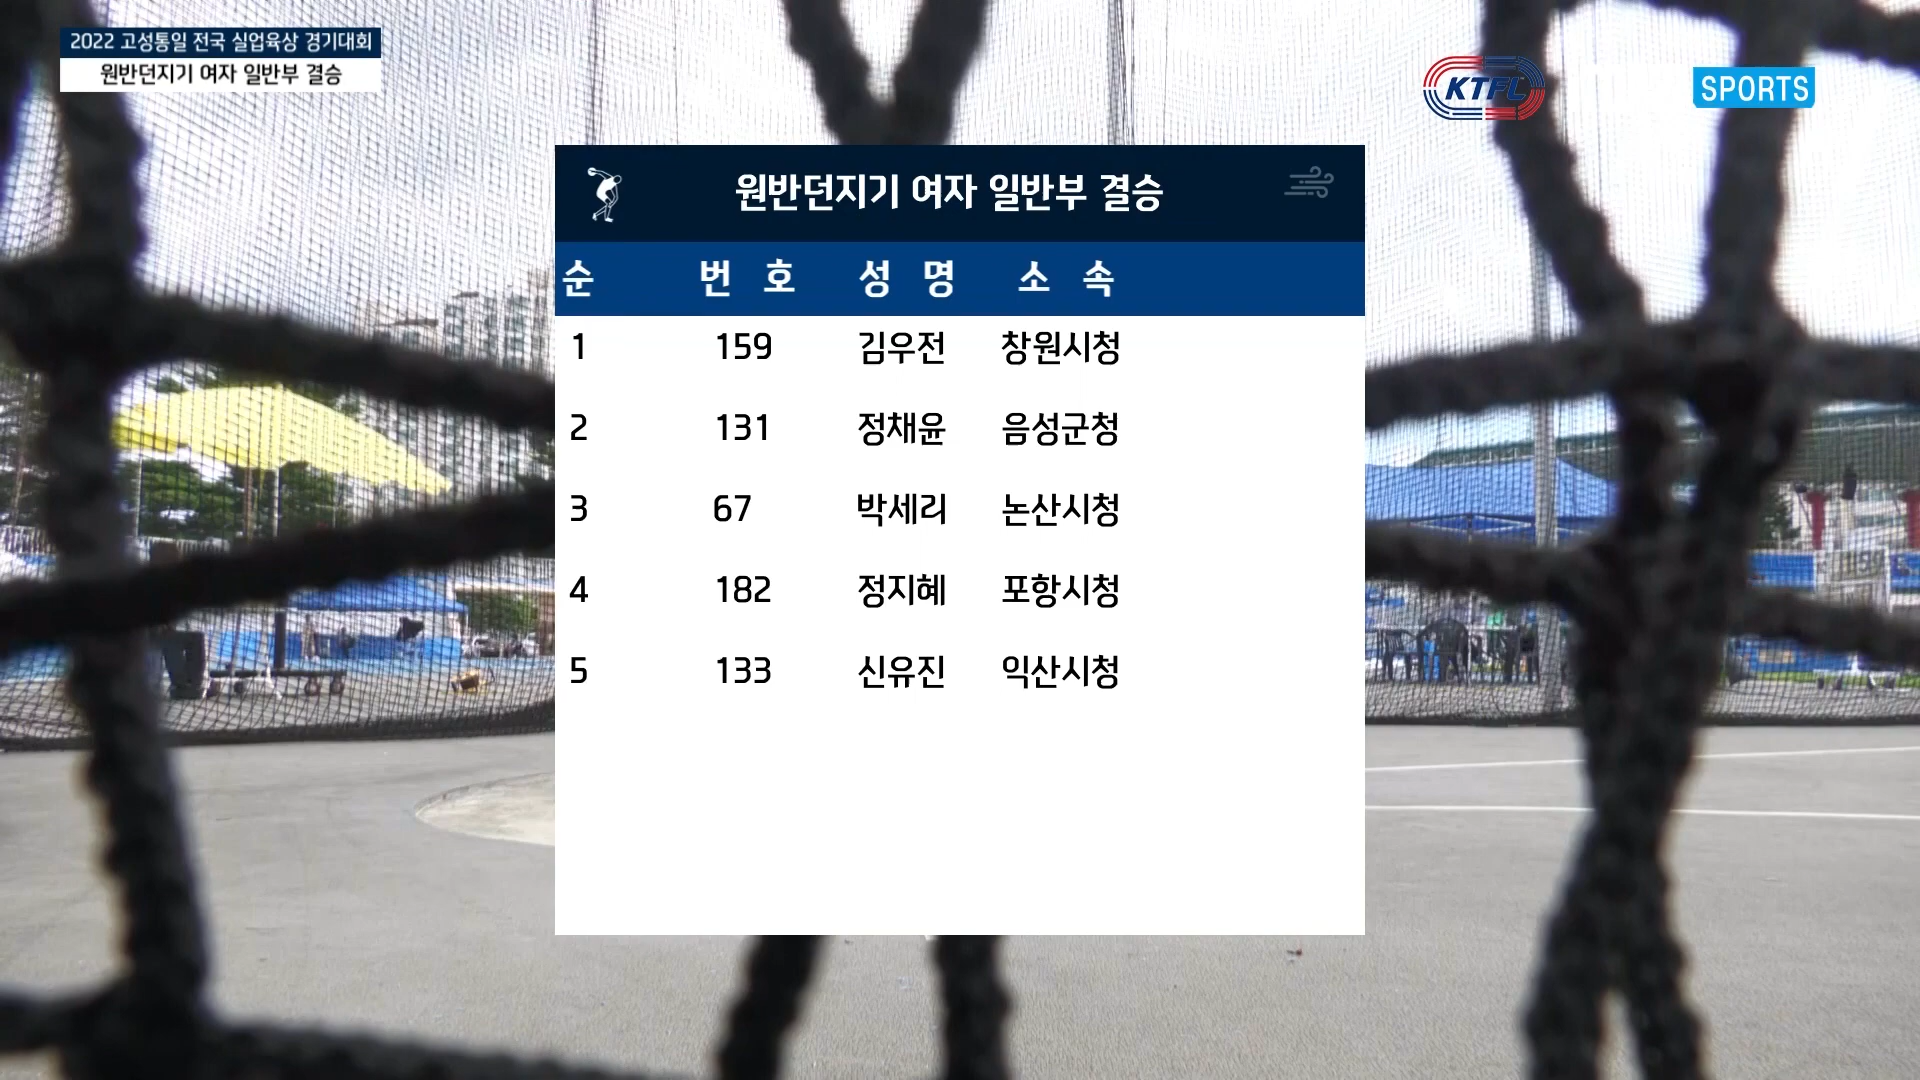 2022 고성통일 전국 실업육상 경기대회
원반던지기 여자 일반부 결승
KTFL
SPORTS
원반던지기 여자 일반부 결승
순 번 호 성 명 소 속
1 159 김우전 창원시청
2 131 정채윤 음성군청
3 67 박세리 논산시청
4 182 정지혜 포항시청
5 133 신유진 익산시청